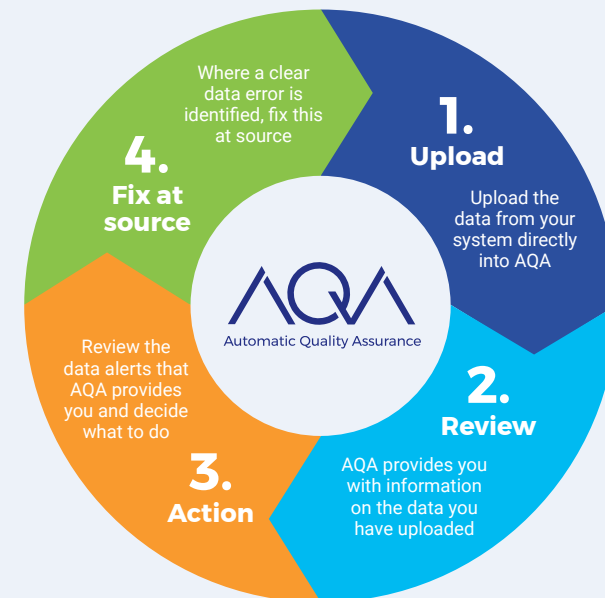 1.
Upload
Upload the
data from your
system directly
into AQA
2.
Review
AQA provides you
with information
on the data you
have uploaded
3.
Action
Review the
data alerts that
AQA provides
you and decide
what to do
4.
Fix at
source
Where a clear
data error is
identified, fix this
at source
AQA
Automatic Quality Assurance